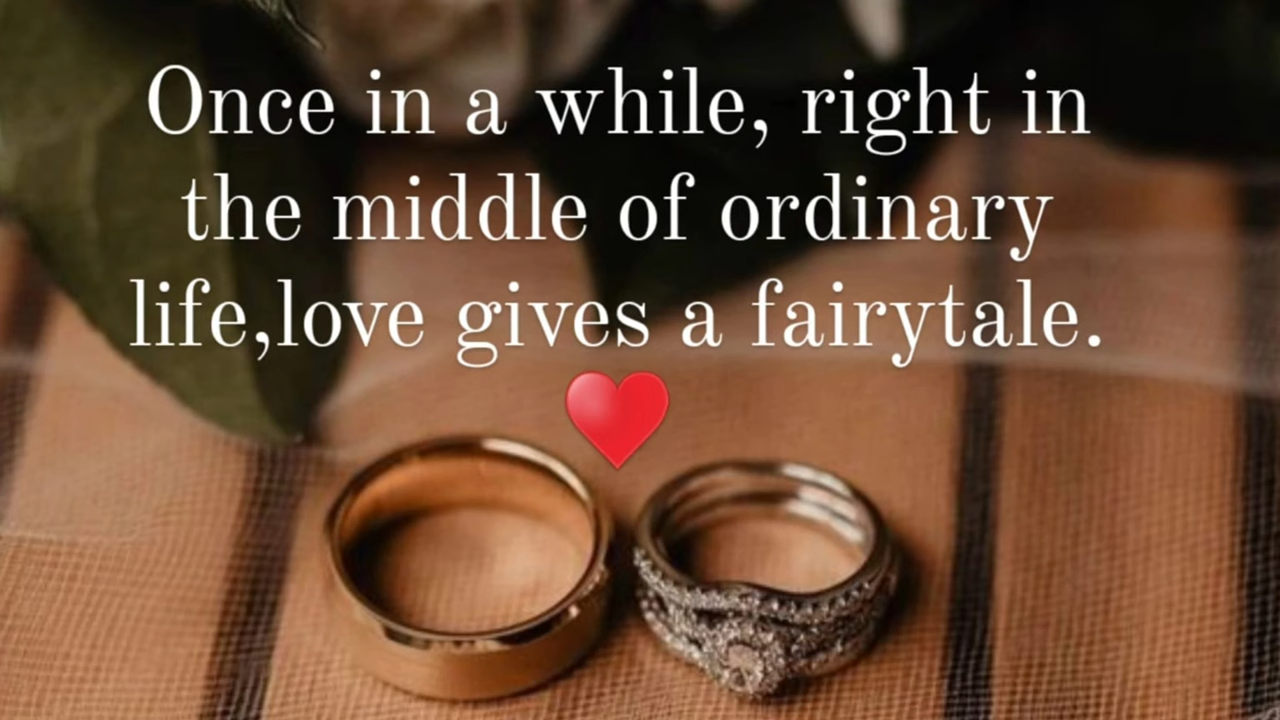 Once in a while, right in
the middle of ordinary
life,love gives a fairytale.